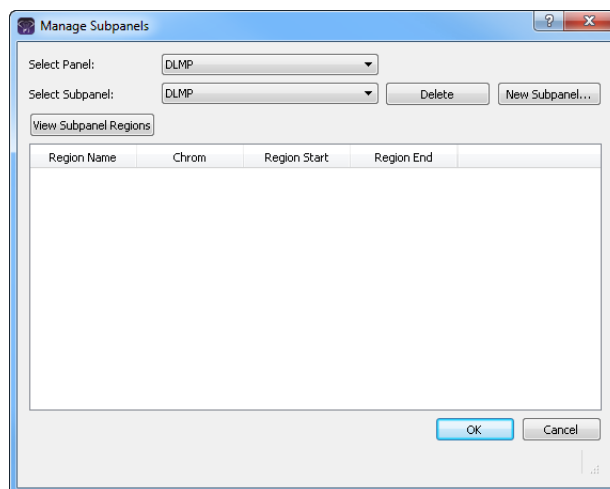 Manage Subpanels
Select Panel: DLMP
Select Subpanel: DLMP Delete New Subpanel...
View Subpanel Regions
Region Name Chrom Region Start Region End
OK Cancel